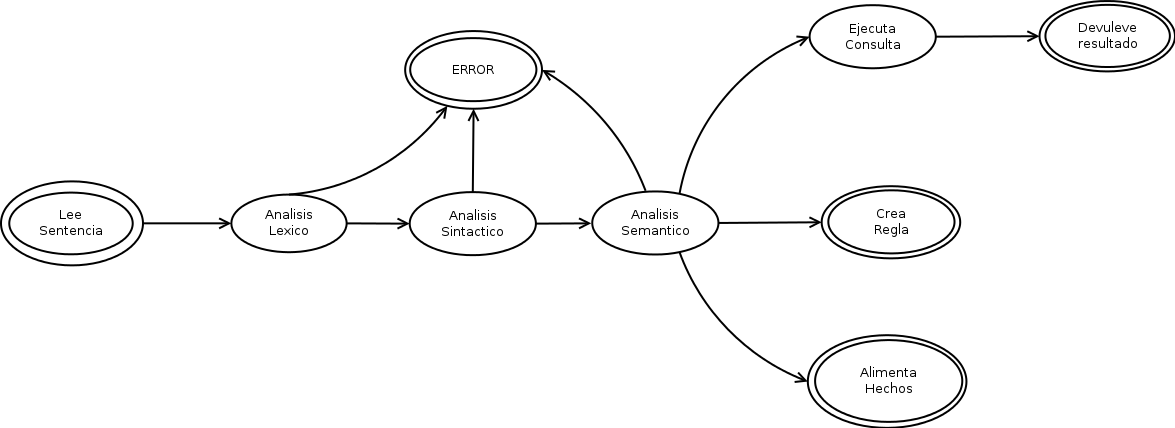 Ejecuta
Consulta
Devuleve
resultado
ERROR
Lee
Sentencia
Analisis
Lexico
Analisis
Sintactico
Analisis
Semantico
Crea
Regla
Alimenta
Hechos